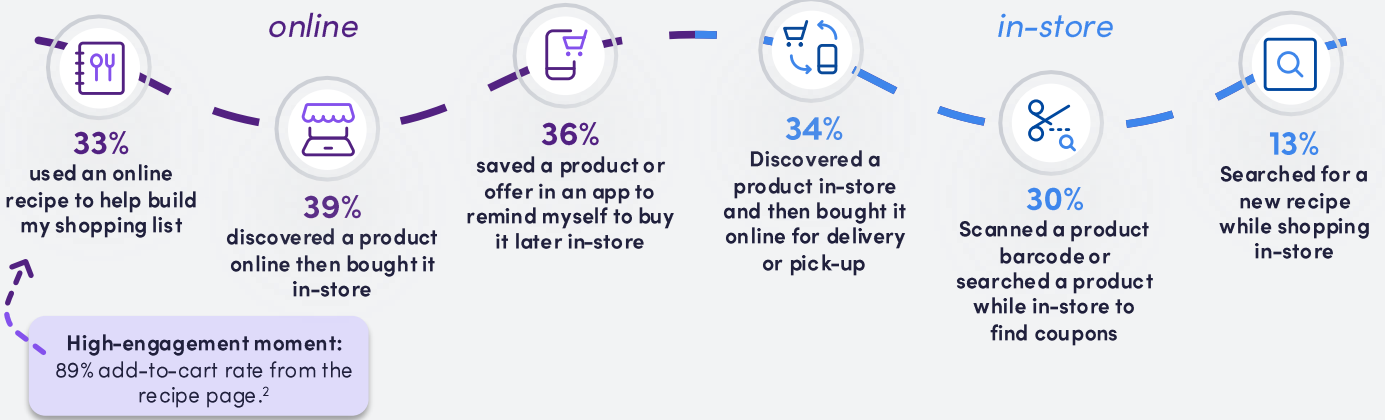 online
in-store
33%
used an online
recipe to help build
my shopping list
39%
discovered a product
online then bought it
in-store
36%
saved a product or
offer in an app to
remind myself to buy
it later in-store
34%
Discovered a
product in-store
and then bought it
online for delivery
or pick-up
30%
Scanned a product
barcode or
searched a product
while in-store to
find coupons
13%
Searched for a
new recipe
while shopping
in-store
High-engagement moment:
89% add-to-cart rate from the
recipe page.²